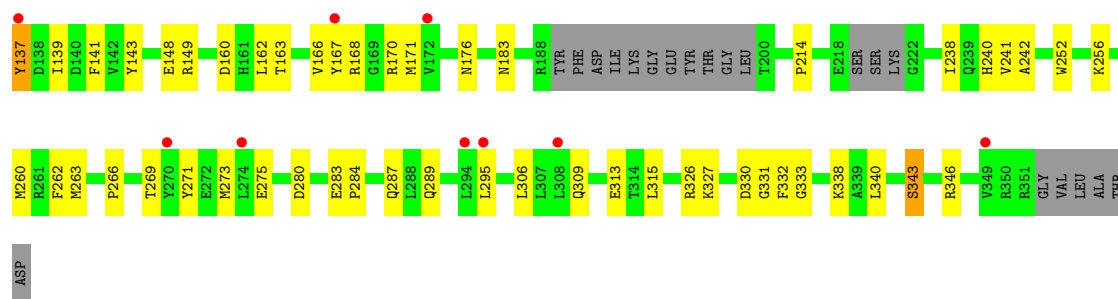 Y137 D138 I139 D140 F141 V142 Y143 E148 R149 D160 H161 L162 T163 V166 Y167 R168 G169 R170 M171 V172 N176 N183 R188 TYR PHE ASP ILE LYS GLY GLU TYR THR GLY LEU T200 P214 E218 SER SER LYS G222 I238 Q239 H240 V241 A242 W252 K256
M260 R261 F262 M263 P266 T269 Y270 Y271 E272 M273 L274 E275 D280 E283 P284 Q287 L288 Q289 L294 L295 L306 L307 L308 Q309 E313 T314 L315 R326 K327 D330 G331 F332 G333 K338 A339 L340 S343 R346 V349 R350 R351 GLY VAL LEU ALA THR
ASP